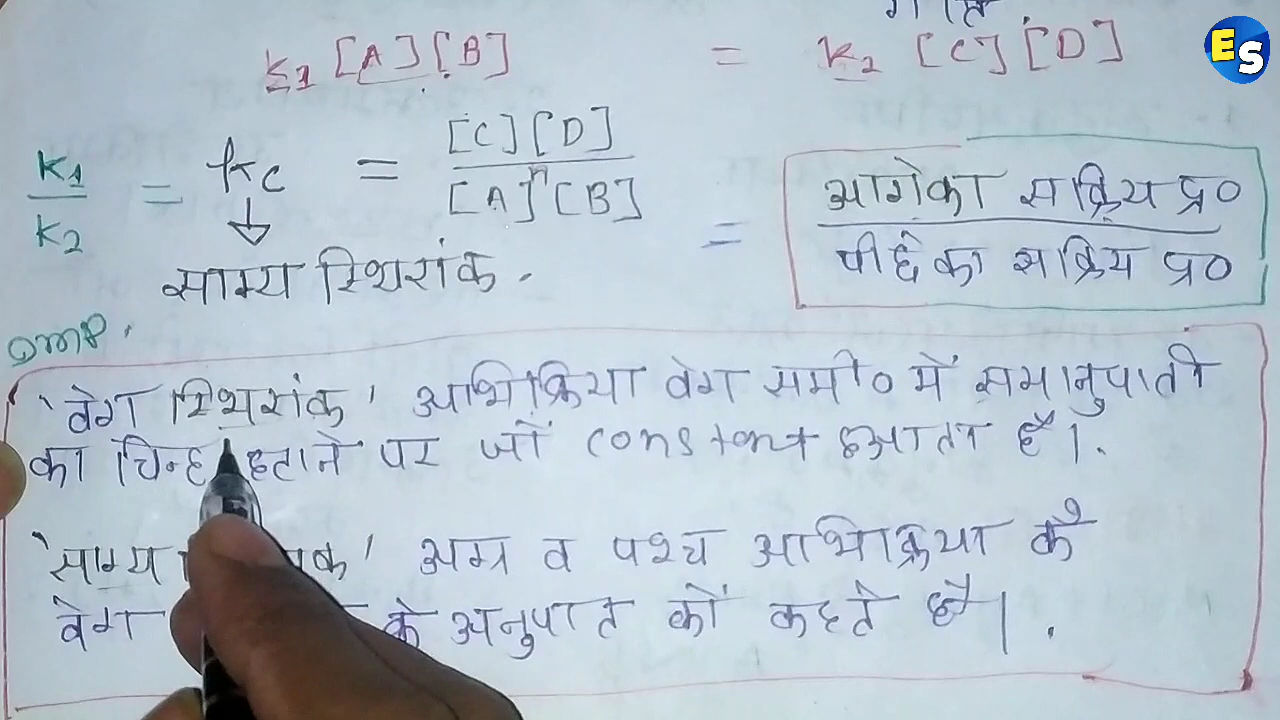 K1 [A][B] = K2 [C][D]
ES
K1/K2 = Kc = [C][D]/[A]ⁿ[B] = आगे का सक्रिय प्र०/पीछे का सक्रिय प्र०
साम्य स्थिरांक.
Imp.
'वेग स्थिरांक' अभिक्रिया वेग समी० में समानुपाती
का चिन्ह हटाने पर जों constant आता है।.
'साम्य अग्र व पश्च अभिक्रिया के
वेग के अनुपात कों कहते है।.